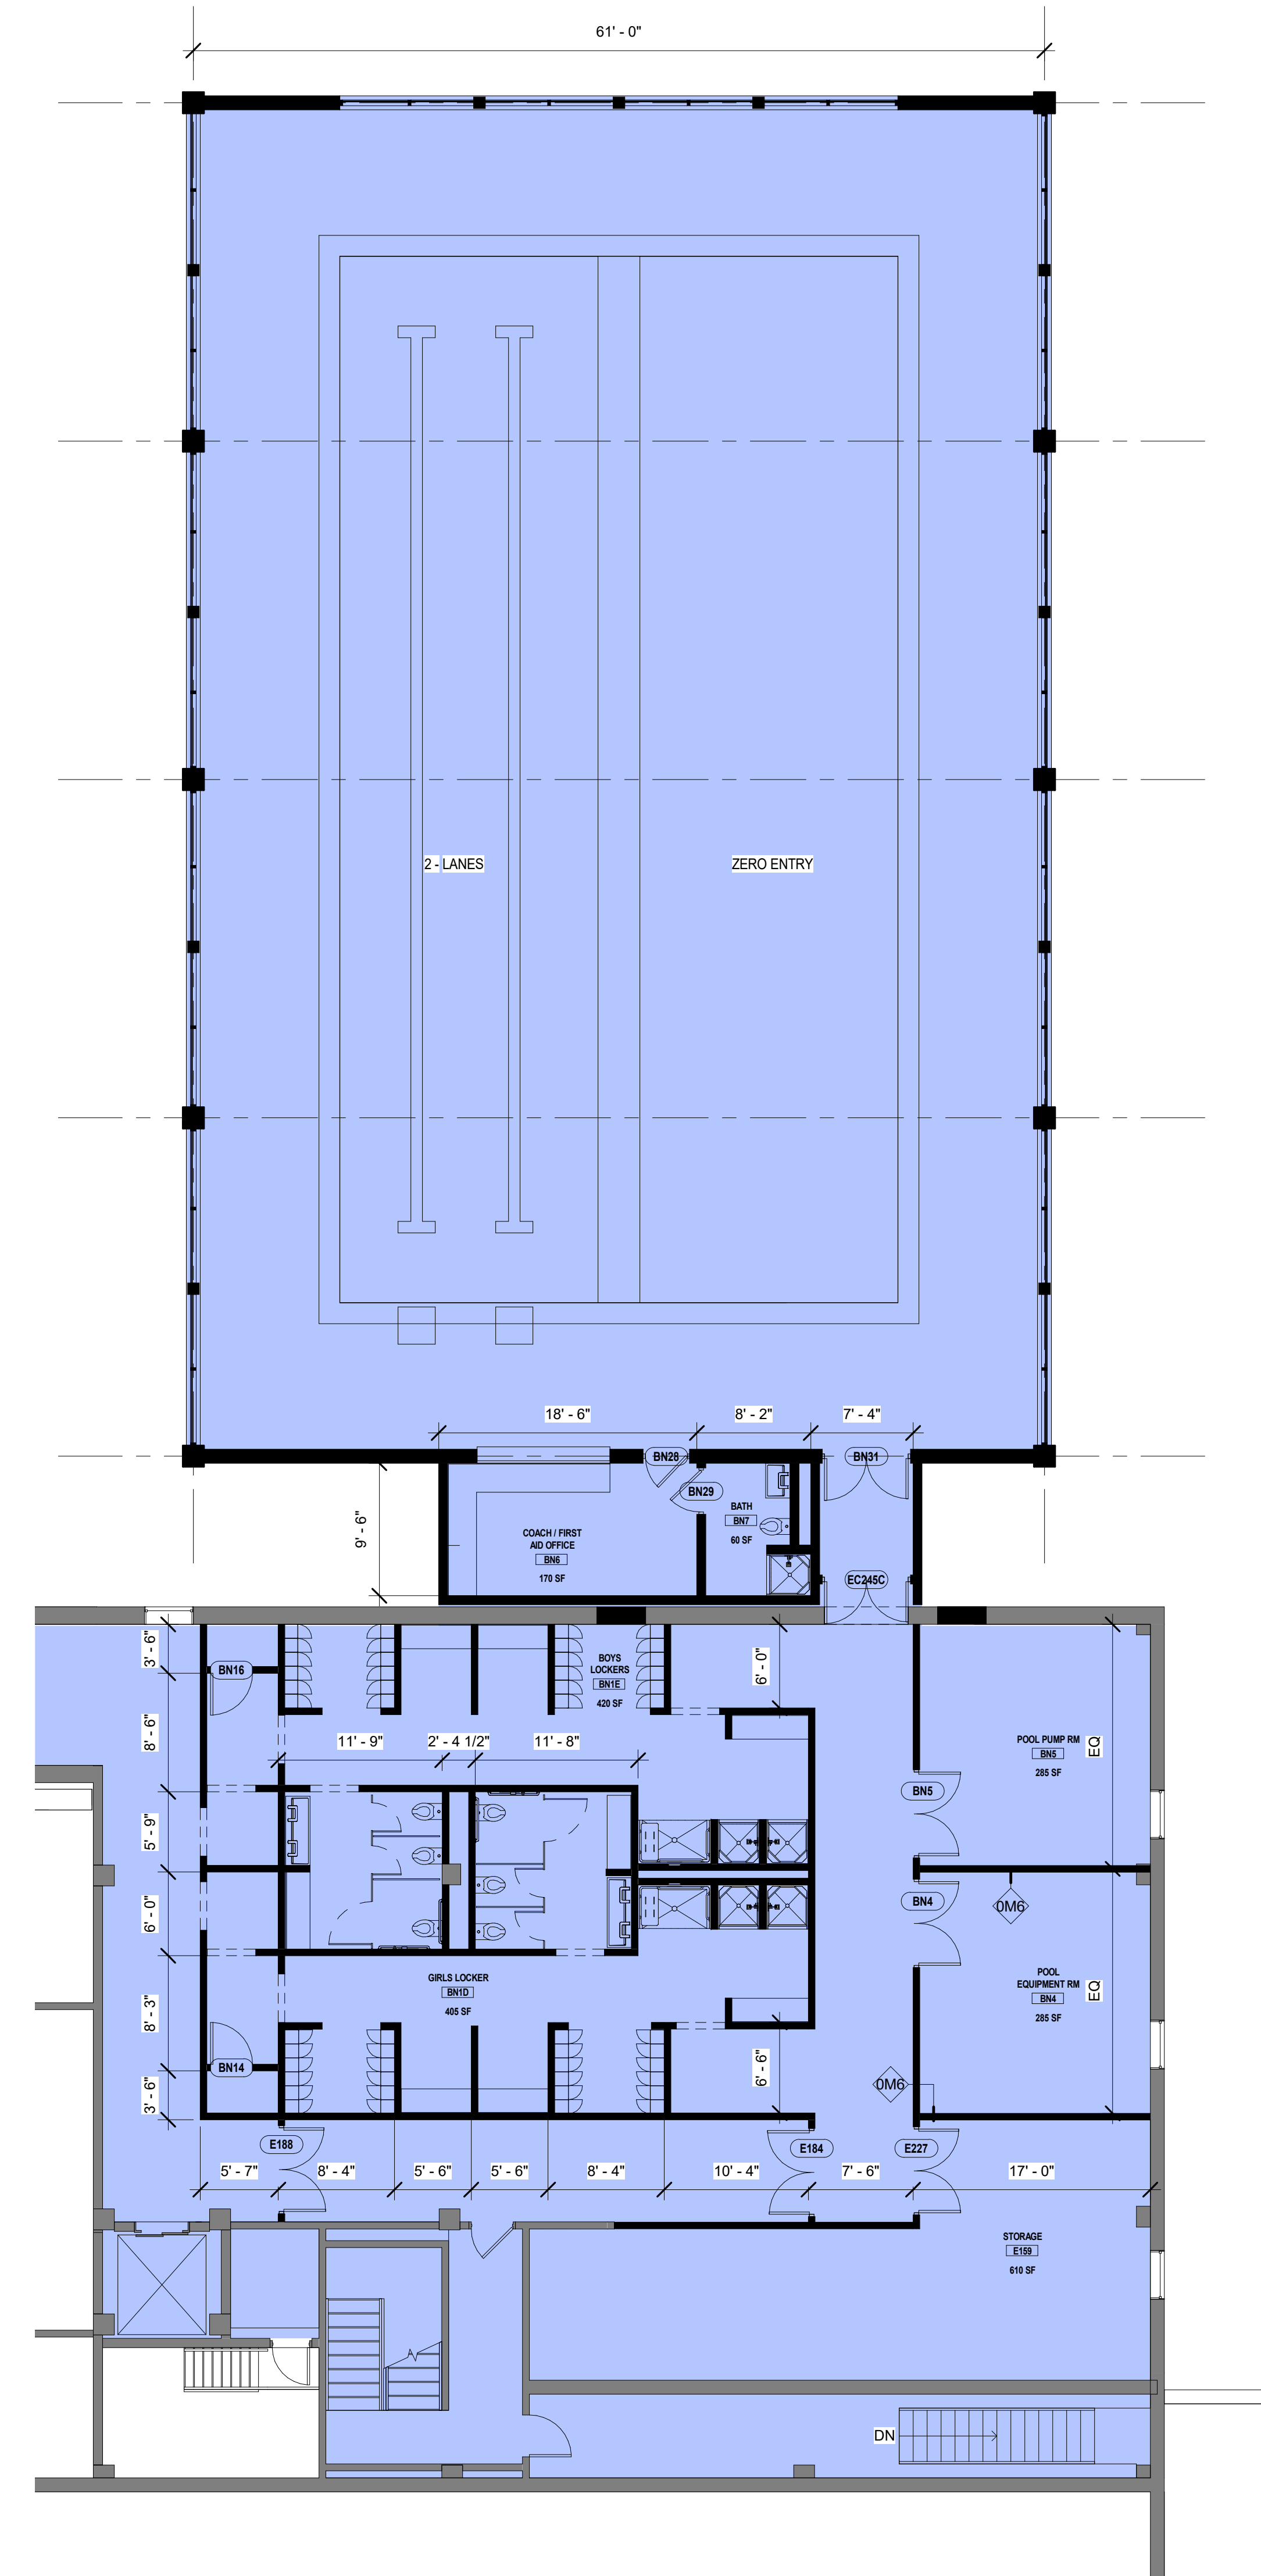 61' - 0"
2 - LANES
ZERO ENTRY
18' - 6"
8' - 2"
7' - 4"
BN28
BN31
BN29
9' - 6"
COACH / FIRST
AID OFFICE
BN6
170 SF
BATH
BN7
60 SF
EC245C
3' - 6"
BN16
BOYS
LOCKERS
BN1E
420 SF
6' - 0"
8' - 6"
11' - 9"
2' - 4 1/2"
11' - 8"
POOL PUMP RM
BN5
285 SF
EQ
BN5
5' - 9"
BN4
0M6
6' - 0"
GIRLS LOCKER
BN1D
405 SF
POOL
EQUIPMENT RM
BN4
285 SF
EQ
8' - 3"
BN14
6' - 6"
0M6
3' - 6"
E188
E184
E227
5' - 7"
8' - 4"
5' - 6"
5' - 6"
8' - 4"
10' - 4"
7' - 6"
17' - 0"
STORAGE
E159
610 SF
DN